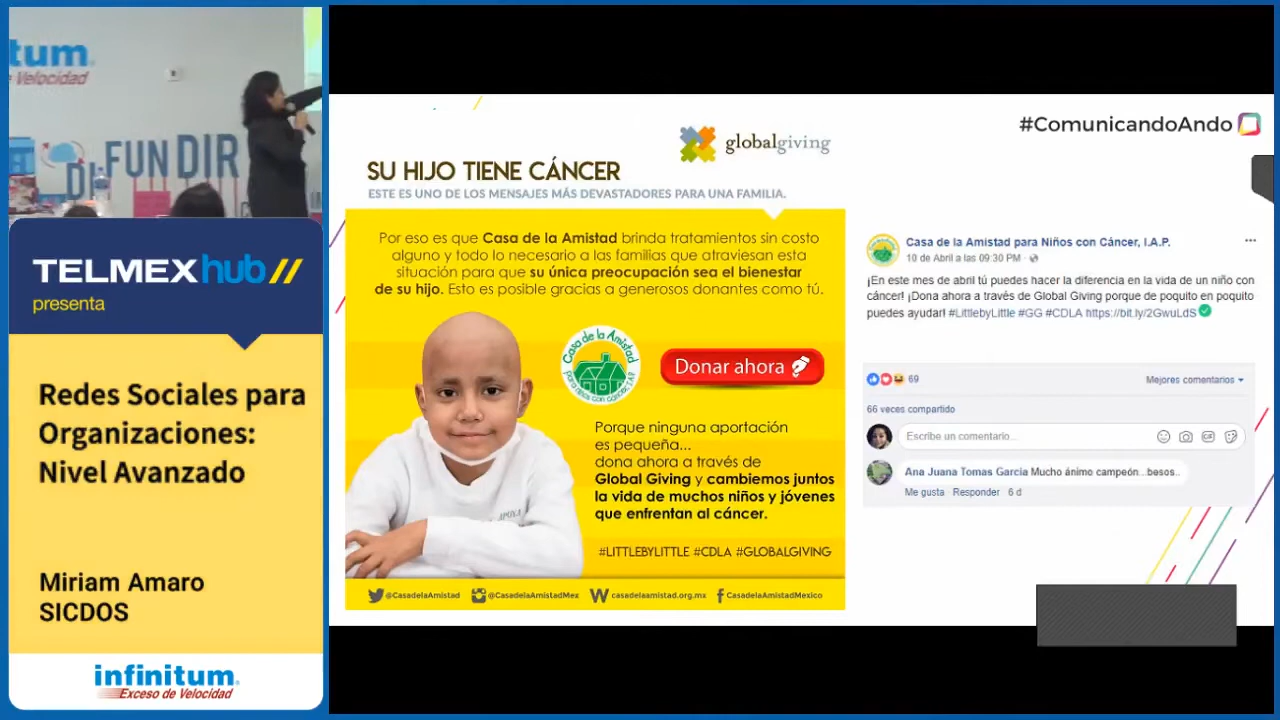 initum
Exceso de Velocidad
DI FUNDIR
TELMEXhub//
presenta
Redes Sociales para
Organizaciones:
Nivel Avanzado
Miriam Amaro
SICDOS
infinitum
Exceso de Velocidad
#ComunicandoAndo
globalgiving
SU HIJO TIENE CÁNCER
ESTE ES UNO DE LOS MENSAJES MÁS DEVASTADORES PARA UNA FAMILIA.
Por eso es que Casa de la Amistad brinda tratamientos sin costo
alguno y todo lo necesario a las familias que atraviesan esta
situación para que su única preocupación sea el bienestar
de su hijo. Esto es posible gracias a generosos donantes como tú.
Casa de la Amistad
para niños con cáncer, I.A.P.
Donar ahora
Porque ninguna aportación
es pequeña...
dona ahora a través de
Global Giving y cambiemos juntos
la vida de muchos niños y jóvenes
que enfrentan al cáncer.
#LITTLEBYLITTLE #CDLA #GLOBALGIVING
@CasadelaAmistad @CasadelaAmistadMex casadelaamistad.org.mx CasadelaAmistadMexico
Casa de la Amistad para Niños con Cáncer, I.A.P.
10 de Abril a las 09:30 PM
¡En este mes de abril tú puedes hacer la diferencia en la vida de un niño con
cáncer! ¡Dona ahora a través de Global Giving porque de poquito en poquito
puedes ayudar! #LittlebyLittle #GG #CDLA https://bit.ly/2GwuLdS
69
Mejores comentarios
66 veces compartido
Escribe un comentario...
Ana Juana Tomas Garcia Mucho ánimo campeón...besos..
Me gusta Responder 6 d